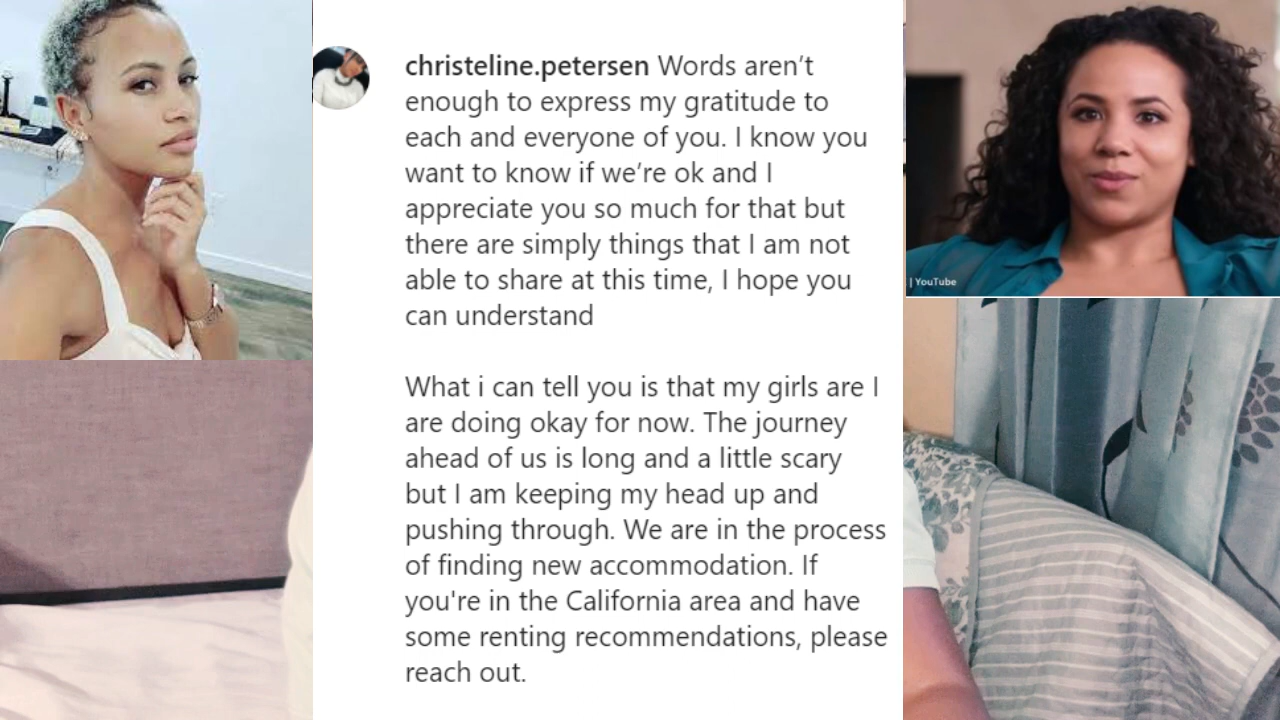 christeline.petersen Words aren’t
enough to express my gratitude to
each and everyone of you. I know you
want to know if we’re ok and I
appreciate you so much for that but
there are simply things that I am not
able to share at this time, I hope you
can understand
What i can tell you is that my girls are I
are doing okay for now. The journey
ahead of us is long and a little scary
but I am keeping my head up and
pushing through. We are in the process
of finding new accommodation. If
you're in the California area and have
some renting recommendations, please
reach out.
| YouTube